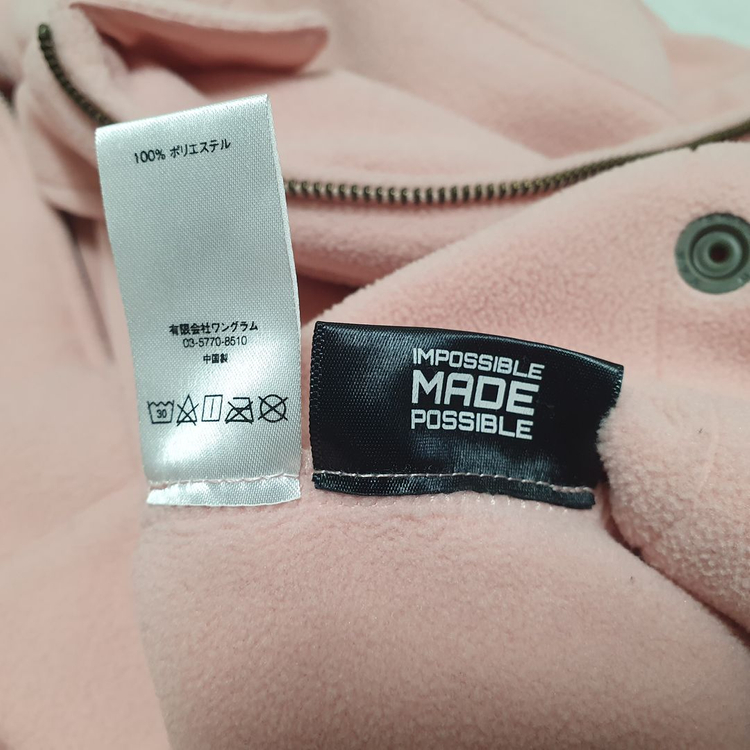 100% ポリエステル
有限会社ワングラム
03-5770-8510
中国製
30
IMPOSSIBLE
MADE
POSSIBLE